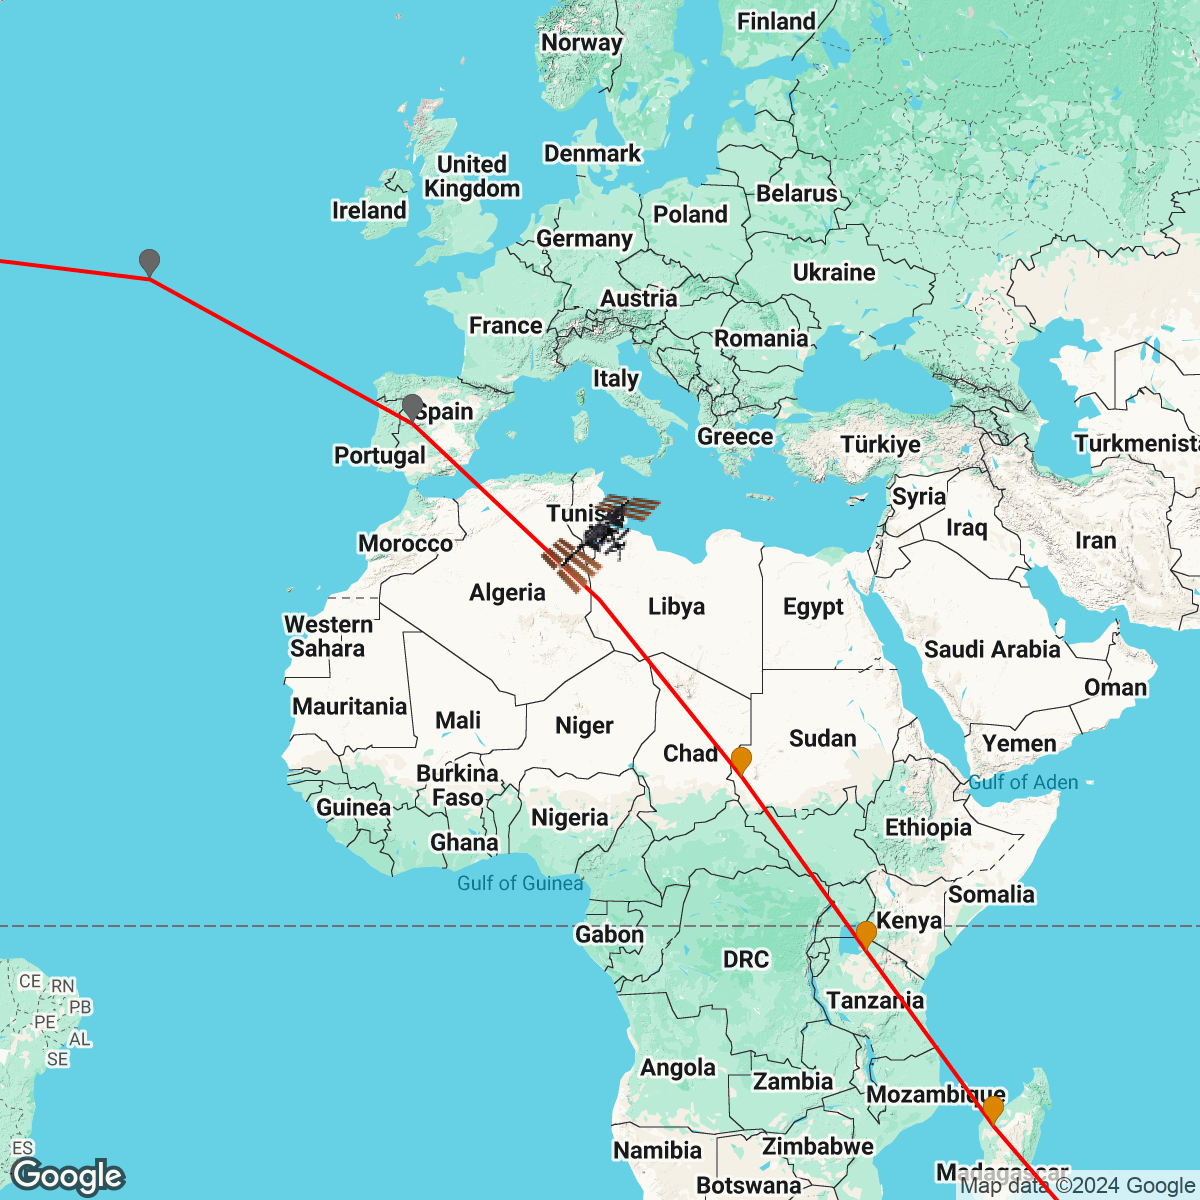 Finland
Norway
Denmark
United
Kingdom
Belarus
Ireland
Poland
Germany
Ukraine
Austria
France
Romania
Italy
Spain
Greece
Türkiye
Turkmenista
Portugal
Syria
Tunis
Iraq
Morocco
Iran
Algeria
Libya
Egypt
Western
Sahara
Saudi Arabia
Oman
Mauritania
Mali
Niger
Chad
Sudan
Yemen
Gulf of Aden
Burkina
Faso
Guinea
Nigeria
Ethiopia
Ghana
Gulf of Guinea
Somalia
Kenya
Gabon
DRC
CE
RN
PB
PE
AL
SE
Tanzania
Angola
Zambia
Mozambique
Zimbabwe
Namibia
ES
Madagascar
Botswana
Google
Map data ©2024 Google